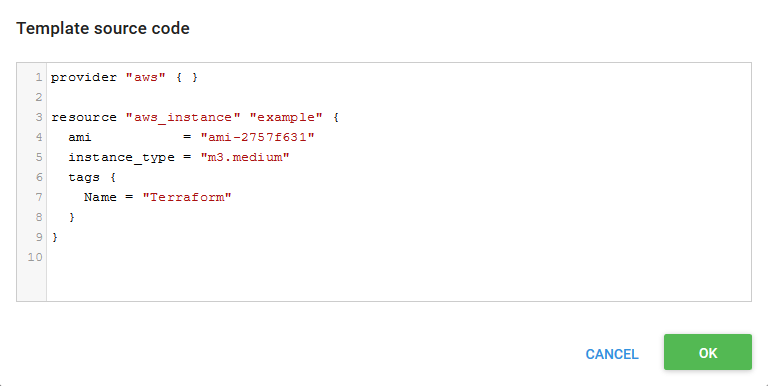 Template source code
1 provider "aws" { }
2
3 resource "aws_instance" "example" {
4   ami           = "ami-2757f631"
5   instance_type = "m3.medium"
6   tags {
7     Name = "Terraform"
8   }
9 }
10
CANCEL OK